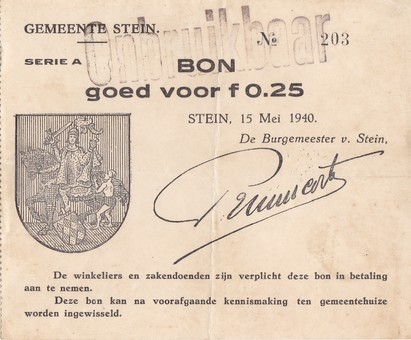 GEMEENTE STEIN.
Onbruikbaar
№ 203
SERIE A
BON
goed voor f 0.25
STEIN, 15 Mei 1940.
De Burgemeester v. Stein,
De winkeliers en zakendoenden zijn verplicht deze bon in betaling
aan te nemen.
Deze bon kan na voorafgaande kennismaking ten gemeentehuize
worden ingewisseld.